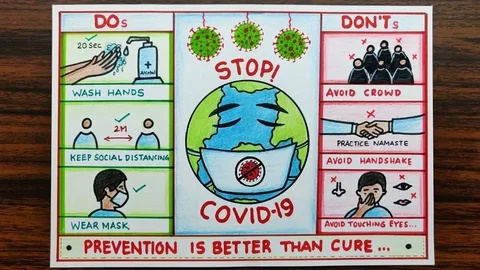 DOs
20 SEC
Alcohol
WASH HANDS
2M
KEEP SOCIAL DISTANCING
WEAR MASK
STOP!
COVID-19
DON'Ts
AVOID CROWD
PRACTICE NAMASTE
AVOID HANDSHAKE
AVOID TOUCHING EYES...
PREVENTION IS BETTER THAN CURE...